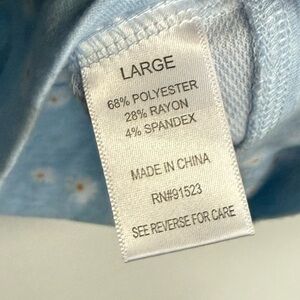 LARGE
68% POLYESTER
28% RAYON
4% SPANDEX
MADE IN CHINA
RN#91523
SEE REVERSE FOR CARE